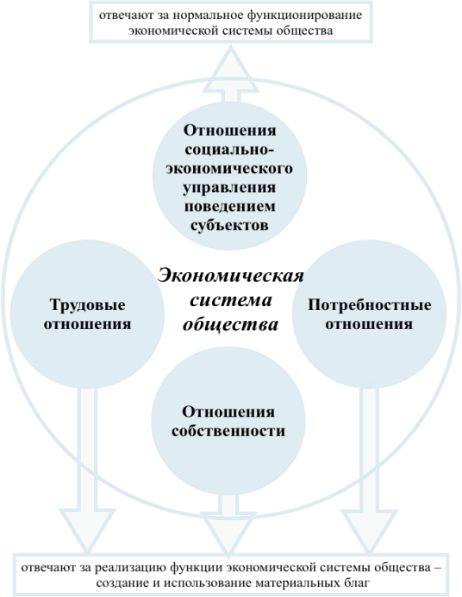 отвечают за нормальное функционирование
экономической системы общества
Отношения
социально-
экономического
управления
поведением
субъектов
Экономическая
система
общества
Трудовые
отношения
Потребностные
отношения
Отношения
собственности
отвечают за реализацию функции экономической системы общества –
создание и использование материальных благ